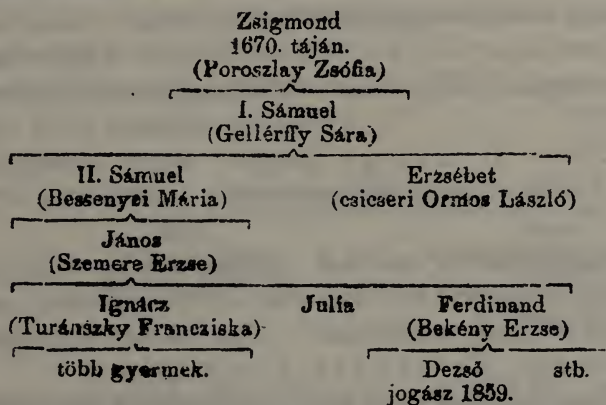 Zsigmond
1670. táján.
(Poroszlay Zsófia)
I. Sámuel
(Gellérffy Sára)
II. Sámuel Erzsébet
(Bessenyei Mária) (csicseri Ormos László)
János
(Szemere Erzse)
Ignácz Julia Ferdinand
(Turánszky Francziska) (Bekény Erzse)
több gyermek. Dezső stb.
jogász 1859.